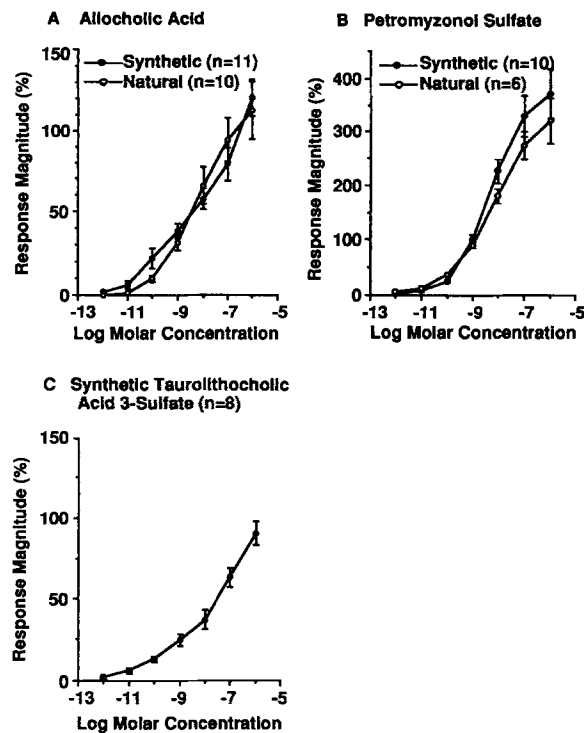 A Allocholic Acid
150
100
50
0
Response Magnitude (%)
Synthetic (n=11)
Natural (n=10)
-13 -11 -9 -7 -5
Log Molar Concentration
B Petromyzonol Sulfate
400
300
200
100
0
Response Magnitude (%)
Synthetic (n=10)
Natural (n=6)
-13 -11 -9 -7 -5
Log Molar Concentration
C Synthetic Taurolithocholic
Acid 3-Sulfate (n=8)
150
100
50
0
Response Magnitude (%)
-13 -11 -9 -7 -5
Log Molar Concentration